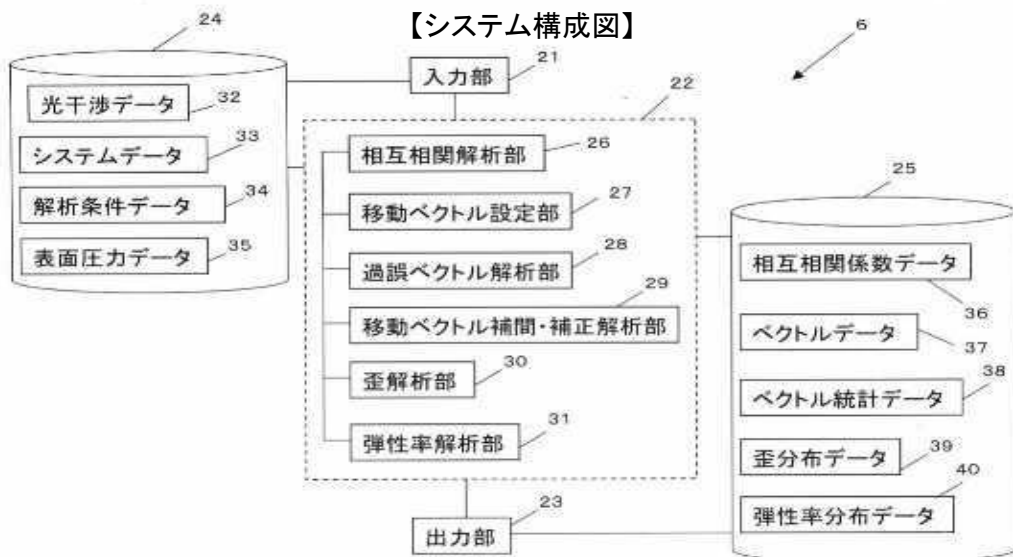 【システム構成図】
6
24
光干渉データ
32
システムデータ
33
解析条件データ
34
表面圧力データ
35
入力部
21
22
相互相関解析部
26
移動ベクトル設定部
27
過誤ベクトル解析部
28
移動ベクトル補間・補正解析部
29
歪解析部
30
弾性率解析部
31
出力部
23
25
相互相関係数データ
36
ベクトルデータ
37
ベクトル統計データ
38
歪分布データ
39
弾性率分布データ
40